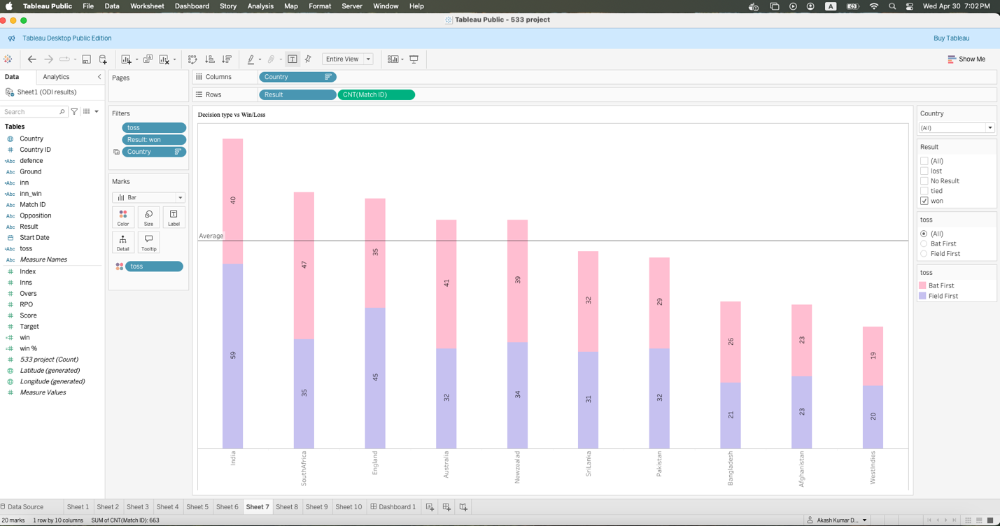 Tableau Public File Data Worksheet Dashboard Story Analysis Map Format Server Window Help A Wed Apr 30 7:02 PM
Tableau Public - 533 project
Tableau Desktop Public Edition Buy Tableau
Entire View Show Me
Data Analytics
Sheet1 (ODI results)
Search
Tables
Country
Country ID
Abc defence
Abc Ground
Abc inn
Abc inn_win
Abc Match ID
Abc Opposition
Abc Result
Start Date
Abc toss
Abc Measure Names
Index
Inns
Overs
RPO
Score
Target
win
win %
533 project (Count)
Latitude (generated)
Longitude (generated)
Measure Values
Pages
Filters
toss
Result: won
Country
Marks
Bar
Color Size Label
Detail Tooltip
toss
Columns Country
Rows Result CNT(Match ID)
Decision type vs Win/Loss
Average
40 47 35 41 39 32 29 26 23 19
59 35 45 32 34 31 32 21 23 20
India SouthAfrica England Australia Newzealad SriLanka Pakistan Bangladesh Afghanistan WestIndies
Country
(All)
Result
(All)
lost
No Result
tied
won
toss
(All)
Bat First
Field First
toss
Bat First
Field First
Data Source Sheet 1 Sheet 2 Sheet 3 Sheet 4 Sheet 5 Sheet 6 Sheet 7 Sheet 8 Sheet 9 Sheet 10 Dashboard 1
20 marks 1 row by 10 columns SUM of CNT(Match ID): 663 Akash Kumar D...